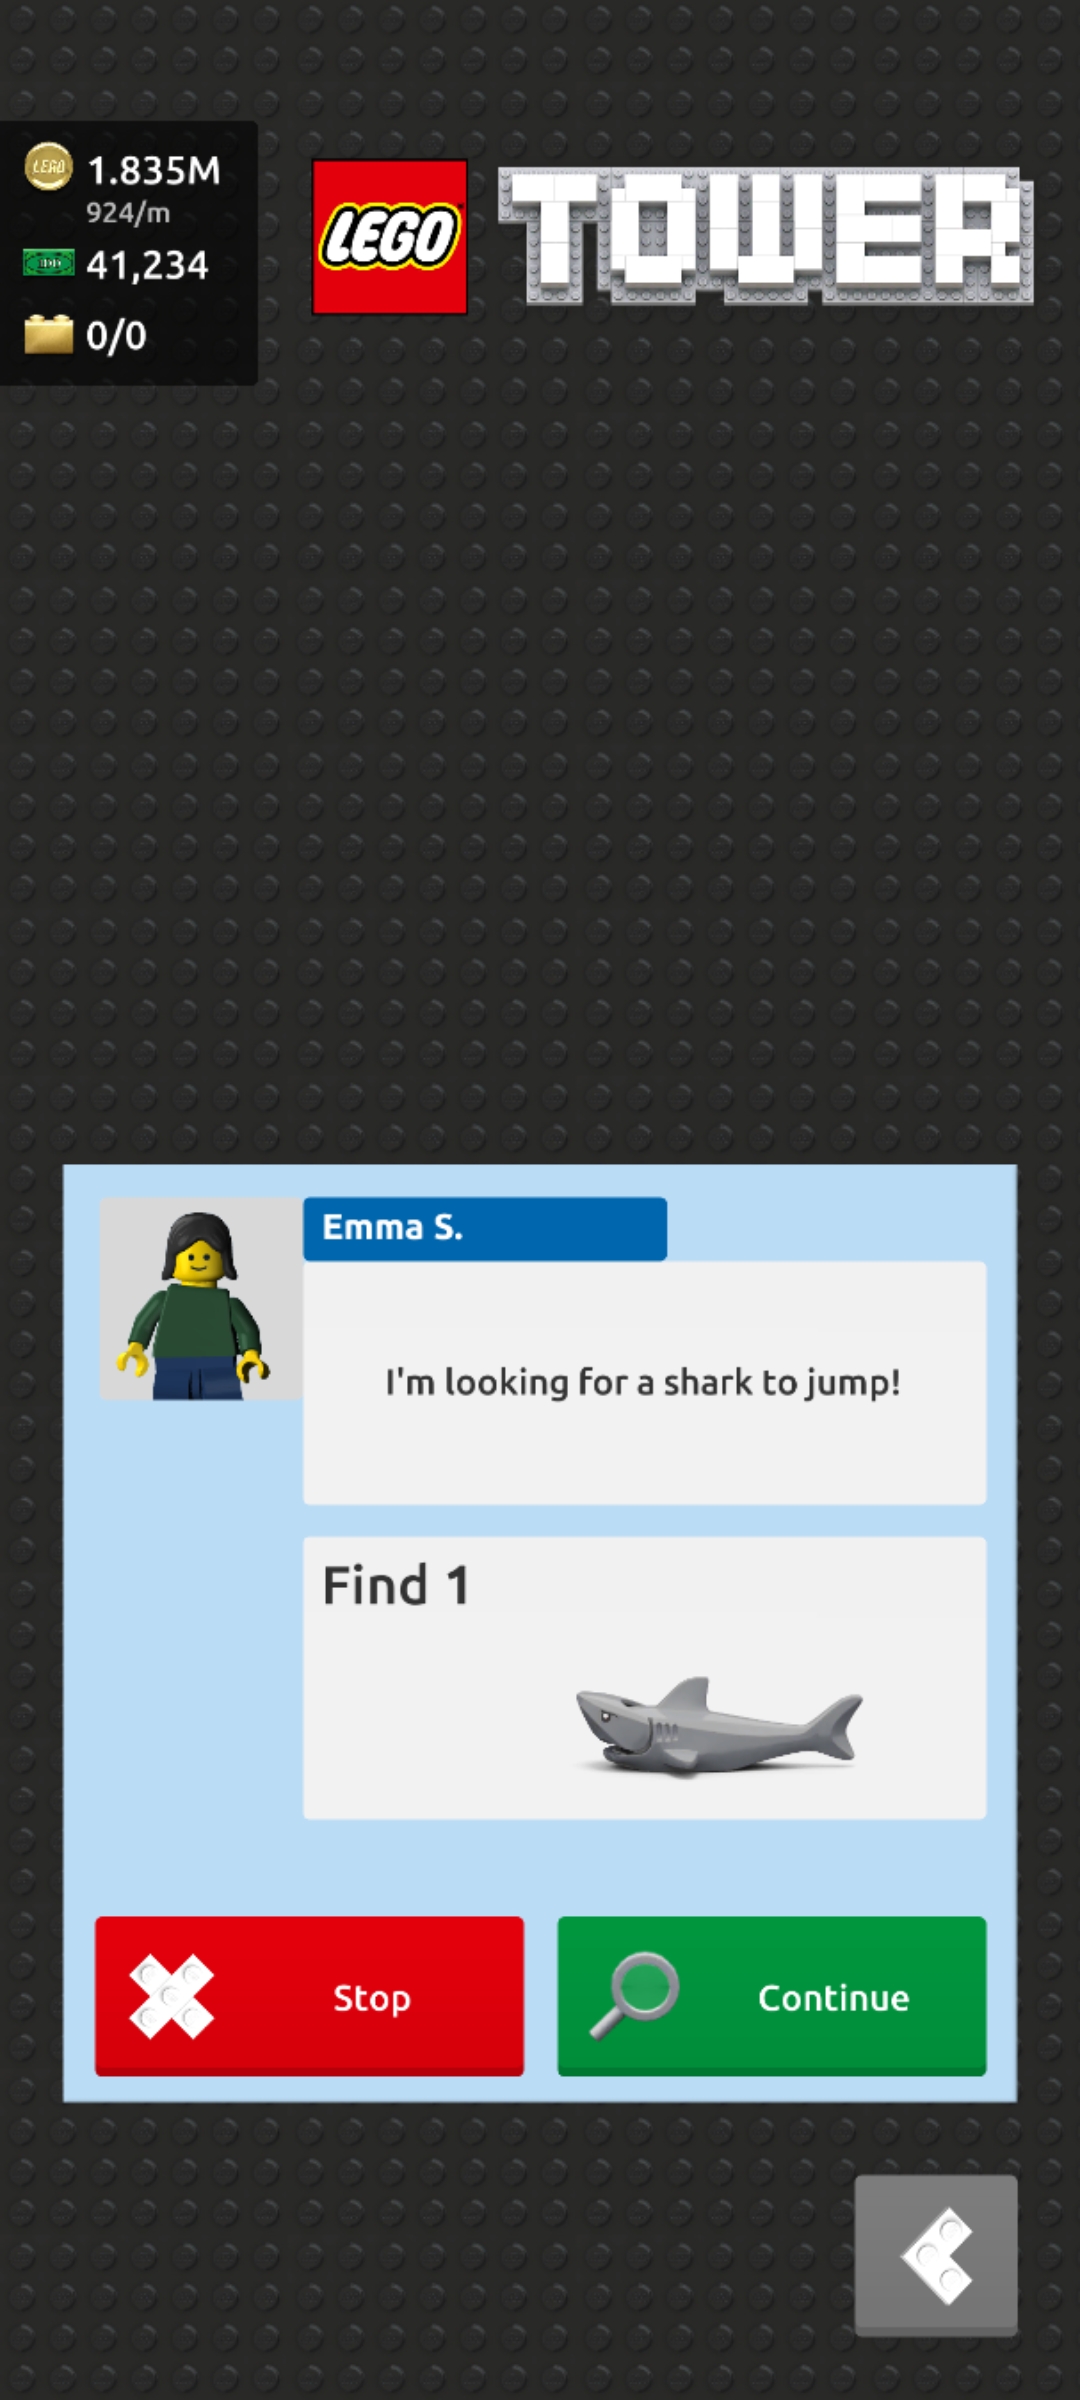 LEGO
1.835M
924/m
41,234
0/0
LEGO
TOWER
Emma S.
I'm looking for a shark to jump!
Find 1
Stop
Continue